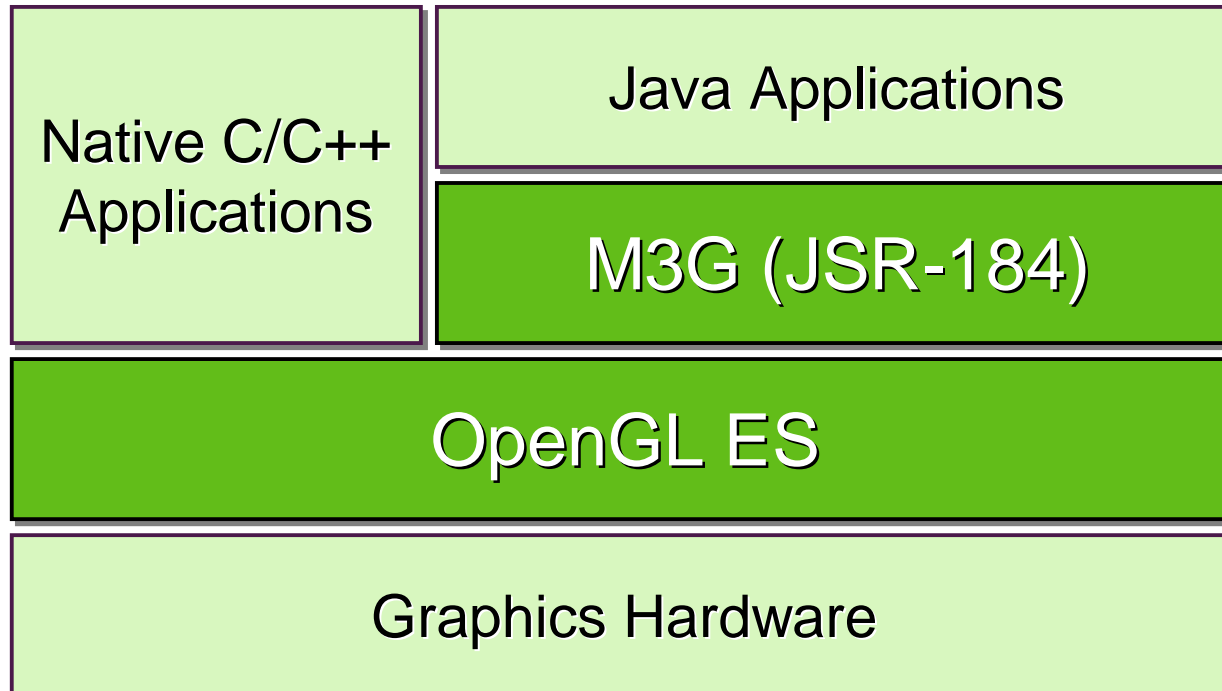 Native C/C++
Applications
Java Applications
M3G (JSR-184)
OpenGL ES
Graphics Hardware